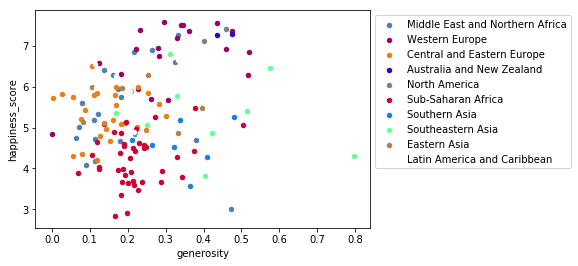 7
6
5
4
3
happiness_score
0.0 0.1 0.2 0.3 0.4 0.5 0.6 0.7 0.8
generosity
Middle East and Northern Africa
Western Europe
Central and Eastern Europe
Australia and New Zealand
North America
Sub-Saharan Africa
Southern Asia
Southeastern Asia
Eastern Asia
Latin America and Caribbean